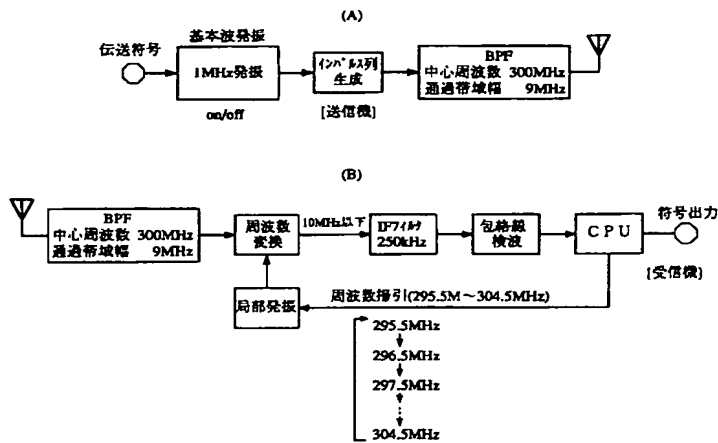 (A)
基本波発振
伝送符号
1MHz発振
インパルス列
生成
BPF
中心周波数 300MHz
通過帯域幅 9MHz
on/off
[送信機]
(B)
BPF
中心周波数 300MHz
通過帯域幅 9MHz
周波数
変換
10MHz以下
IFフィルタ
250kHz
包絡線
検波
CPU
符号出力
[受信機]
局部発振
周波数掃引(295.5M～304.5MHz)
295.5MHz
296.5MHz
297.5MHz
304.5MHz